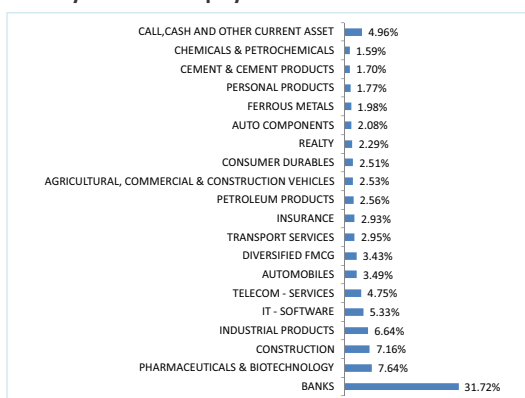 CALL,CASH AND OTHER CURRENT ASSET 4.96%
CHEMICALS & PETROCHEMICALS 1.59%
CEMENT & CEMENT PRODUCTS 1.70%
PERSONAL PRODUCTS 1.77%
FERROUS METALS 1.98%
AUTO COMPONENTS 2.08%
REALTY 2.29%
CONSUMER DURABLES 2.51%
AGRICULTURAL, COMMERCIAL & CONSTRUCTION VEHICLES 2.53%
PETROLEUM PRODUCTS 2.56%
INSURANCE 2.93%
TRANSPORT SERVICES 2.95%
DIVERSIFIED FMCG 3.43%
AUTOMOBILES 3.49%
TELECOM - SERVICES 4.75%
IT - SOFTWARE 5.33%
INDUSTRIAL PRODUCTS 6.64%
CONSTRUCTION 7.16%
PHARMACEUTICALS & BIOTECHNOLOGY 7.64%
BANKS 31.72%